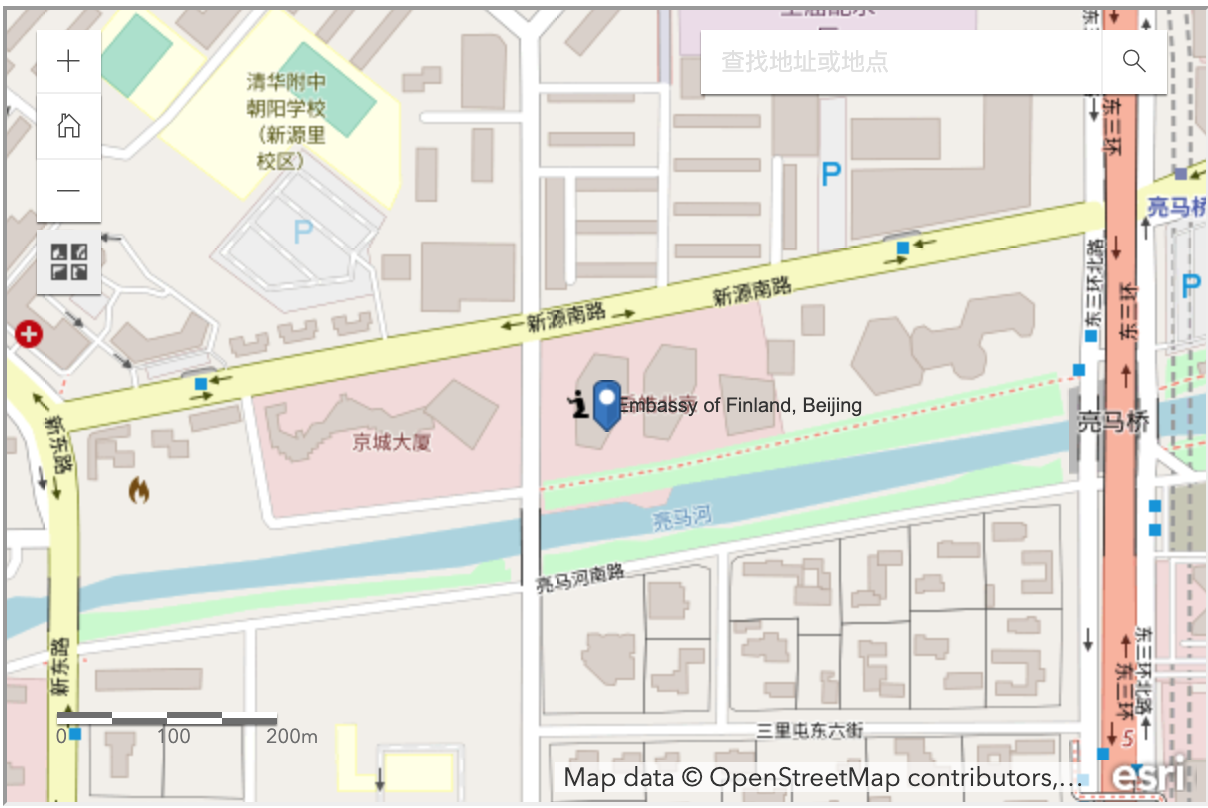 查找地址或地点
清华附中
朝阳学校
（新源里
校区）
P
P
东三环
亮马桥
东三环北路
P
新源南路
新源南路
东三环
Embassy of Finland, Beijing
京城大厦
亮马桥
新东路
亮马河
亮马河南路
新东路
东三环北路
东三环
三里屯东六街
5
0
100
200m
Map data © OpenStreetMap contributors,...
esri